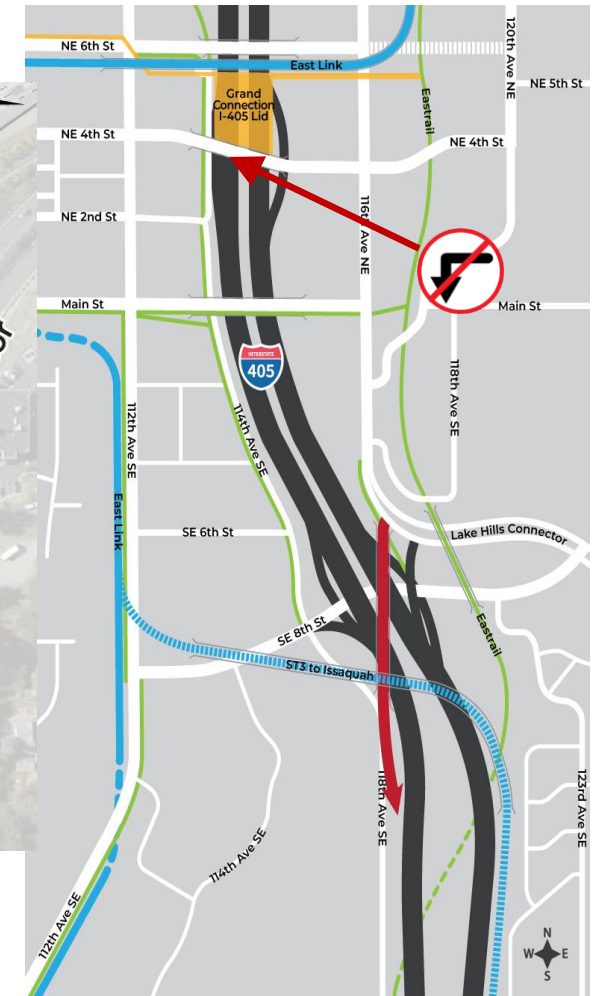 NE 6th St
120th Ave NE
East Link
NE 5th St
Grand
Connection
I-405 Lid
Eastrail
NE 4th St
NE 4th St
116th Ave NE
NE 2nd St
Main St
Main St
INTERSTATE
405
118th Ave SE
112th Ave SE
114th Ave SE
East Link
SE 6th St
Lake Hills Connector
SE 8th St
Eastrail
ST3 to Issaquah
118th Ave SE
123rd Ave SE
114th Ave SE
112th Ave SE
N
W
E
S